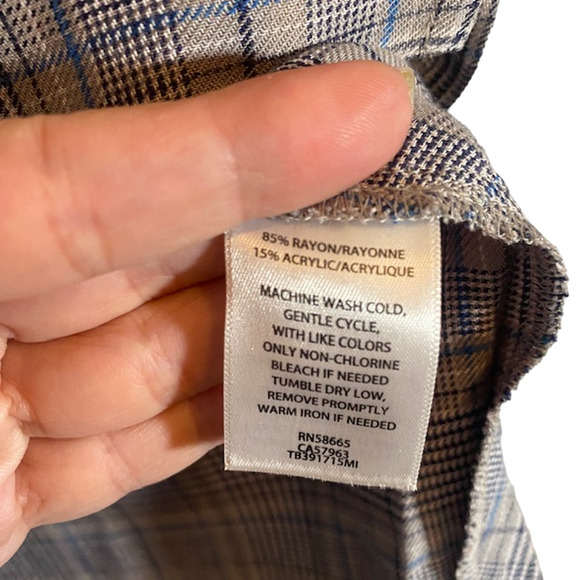 85% RAYON/RAYONNE
15% ACRYLIC/ACRYLIQUE
MACHINE WASH COLD,
GENTLE CYCLE,
WITH LIKE COLORS
ONLY NON-CHLORINE
BLEACH IF NEEDED
TUMBLE DRY LOW,
REMOVE PROMPTLY
WARM IRON IF NEEDED
RN58665
CA57963
TB391715MI